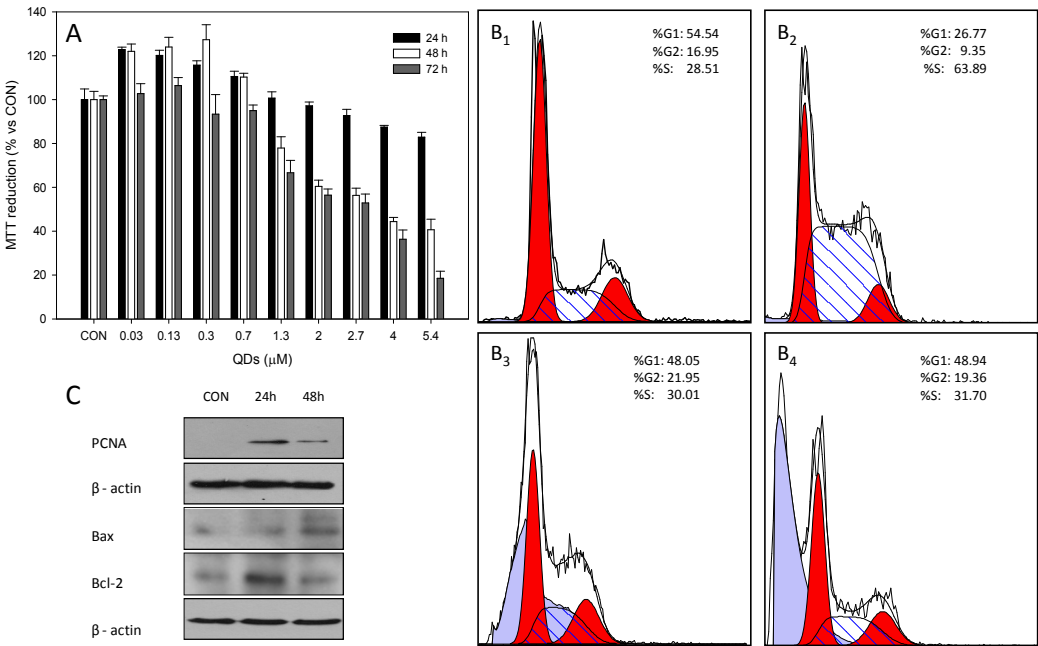 A
140
120
100
80
60
40
20
0
MTT reduction (% vs CON)
24 h
48 h
72 h
CON 0.03 0.13 0.3 0.7 1.3 2 2.7 4 5.4
QDs (μM)
B1
%G1: 54.54
%G2: 16.95
%S: 28.51
B2
%G1: 26.77
%G2: 9.35
%S: 63.89
B3
%G1: 48.05
%G2: 21.95
%S: 30.01
B4
%G1: 48.94
%G2: 19.36
%S: 31.70
C
CON 24h 48h
PCNA
β - actin
Bax
Bcl-2
β - actin